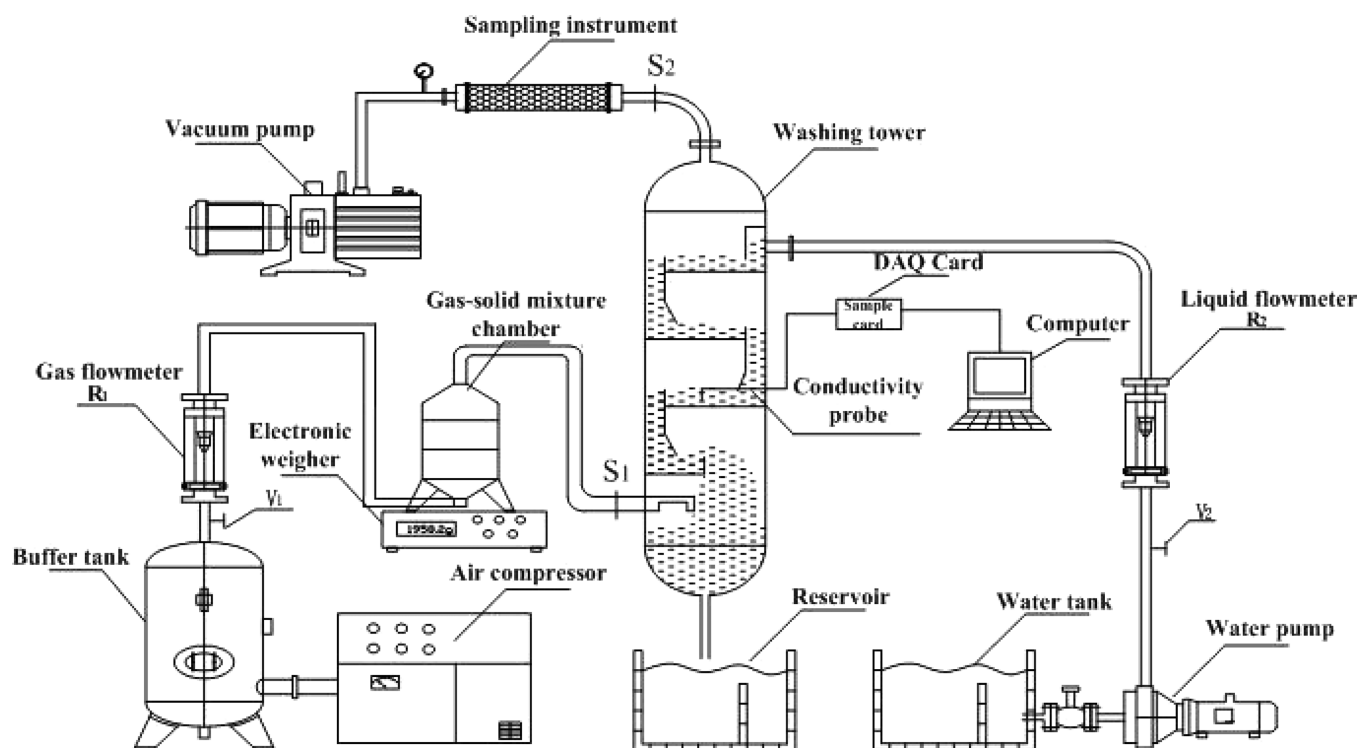 Sampling instrument
S2
Vacuum pump
Washing tower
DAQ Card
Sample
card
Liquid flowmeter
R2
Gas-solid mixture
chamber
Computer
Gas flowmeter
R1
Conductivity
probe
Electronic
weigher
S1
V1
V2
1950.2g
Buffer tank
Air compressor
Reservoir
Water tank
Water pump